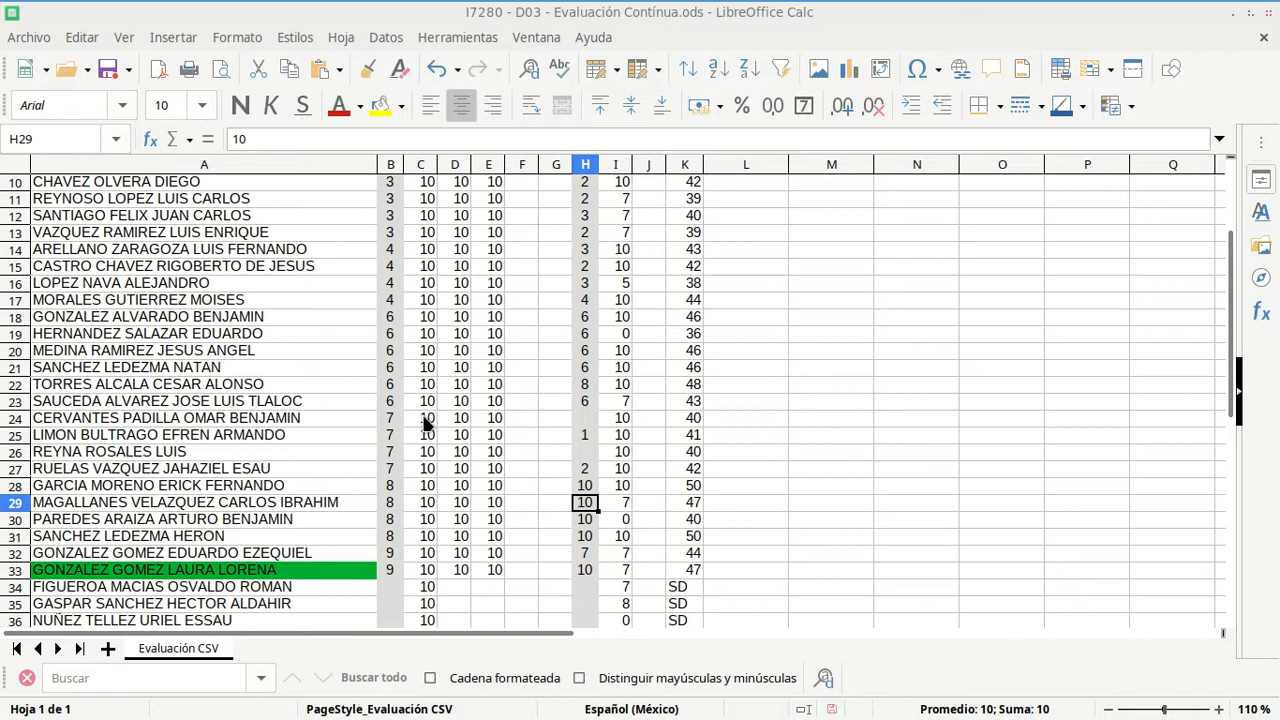 I7280 - D03 - Evaluación Contínua.ods - LibreOffice Calc
Archivo Editar Ver Insertar Formato Estilos Hoja Datos Herramientas Ventana Ayuda
Arial 10 N K S
H29 10
A B C D E F G H I J K L M N O P Q
10 CHAVEZ OLVERA DIEGO 3 10 10 10 2 10 42
11 REYNOSO LOPEZ LUIS CARLOS 3 10 10 10 2 7 39
12 SANTIAGO FELIX JUAN CARLOS 3 10 10 10 3 7 40
13 VAZQUEZ RAMIREZ LUIS ENRIQUE 3 10 10 10 2 7 39
14 ARELLANO ZARAGOZA LUIS FERNANDO 4 10 10 10 3 10 43
15 CASTRO CHAVEZ RIGOBERTO DE JESUS 4 10 10 10 2 10 42
16 LOPEZ NAVA ALEJANDRO 4 10 10 10 3 5 38
17 MORALES GUTIERREZ MOISES 4 10 10 10 4 10 44
18 GONZALEZ ALVARADO BENJAMIN 6 10 10 10 6 10 46
19 HERNANDEZ SALAZAR EDUARDO 6 10 10 10 6 0 36
20 MEDINA RAMIREZ JESUS ANGEL 6 10 10 10 6 10 46
21 SANCHEZ LEDEZMA NATAN 6 10 10 10 6 10 46
22 TORRES ALCALA CESAR ALONSO 6 10 10 10 8 10 48
23 SAUCEDA ALVAREZ JOSE LUIS TLALOC 6 10 10 10 6 7 43
24 CERVANTES PADILLA OMAR BENJAMIN 7 10 10 10 10 40
25 LIMON BULTRAGO EFREN ARMANDO 7 10 10 10 1 10 41
26 REYNA ROSALES LUIS 7 10 10 10 10 40
27 RUELAS VAZQUEZ JAHAZIEL ESAU 7 10 10 10 2 10 42
28 GARCIA MORENO ERICK FERNANDO 8 10 10 10 10 10 50
29 MAGALLANES VELAZQUEZ CARLOS IBRAHIM 8 10 10 10 10 7 47
30 PAREDES ARAIZA ARTURO BENJAMIN 8 10 10 10 10 0 40
31 SANCHEZ LEDEZMA HERON 8 10 10 10 10 10 50
32 GONZALEZ GOMEZ EDUARDO EZEQUIEL 9 10 10 10 7 7 44
33 GONZALEZ GOMEZ LAURA LORENA 9 10 10 10 10 7 47
34 FIGUEROA MACIAS OSVALDO ROMAN 10 7 SD
35 GASPAR SANCHEZ HECTOR ALDAHIR 10 8 SD
36 NUÑEZ TELLEZ URIEL ESSAU 10 0 SD
Evaluación CSV
Buscar Buscar todo Cadena formateada Distinguir mayúsculas y minúsculas
Hoja 1 de 1 PageStyle_Evaluación CSV Español (México) Promedio: 10; Suma: 10 110 %